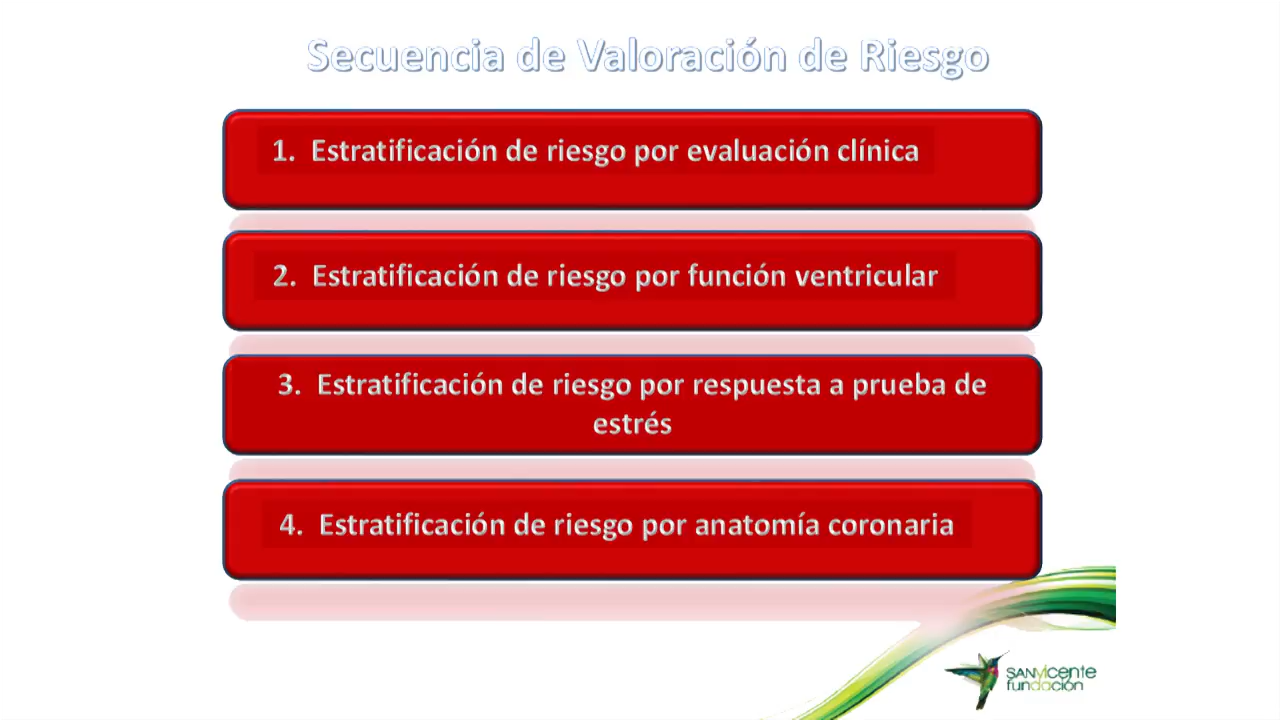 Secuencia de Valoración de Riesgo
1. Estratificación de riesgo por evaluación clínica
2. Estratificación de riesgo por función ventricular
3. Estratificación de riesgo por respuesta a prueba de
estrés
4. Estratificación de riesgo por anatomía coronaria
SANVICENTE
fundación